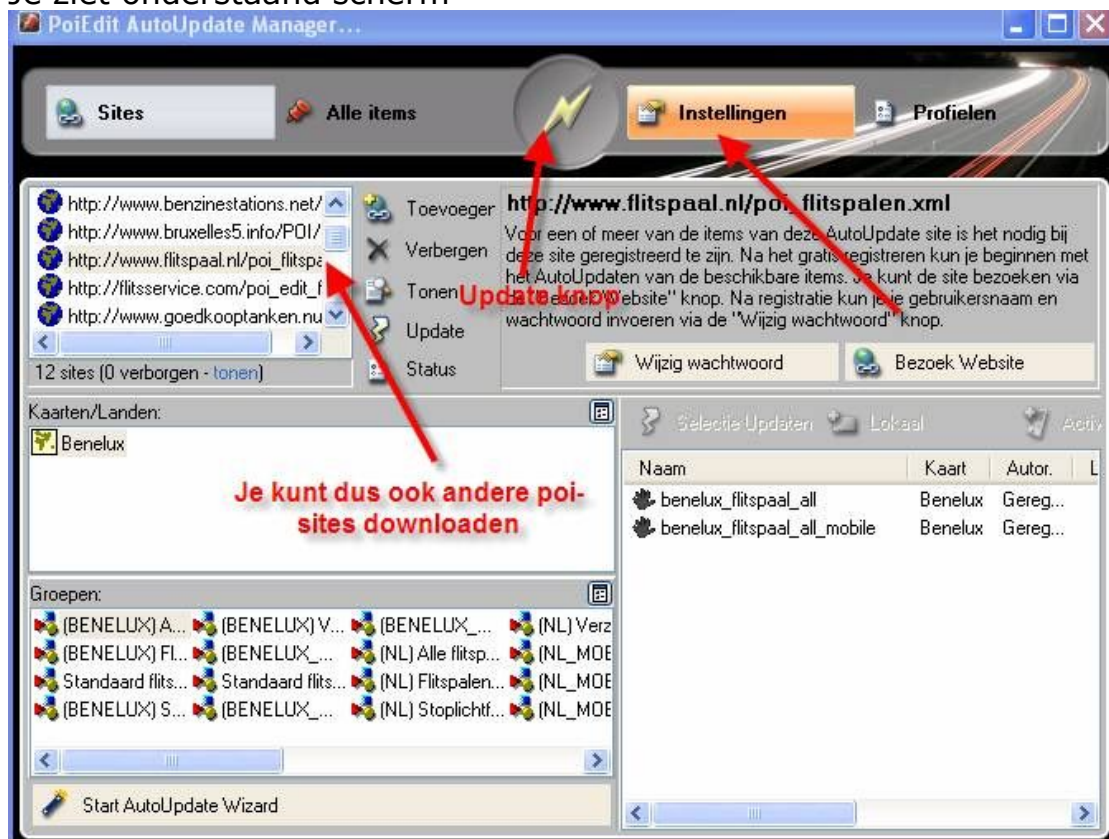 Je ziet onderstaand scherm
PoiEdit AutoUpdate Manager...
Sites
Alle items
Instellingen
Profielen
http://www.benzinestations.net/
http://www.bruxelles5.info/POI/
http://www.flitspaal.nl/poi_flitspa
http://flitsservice.com/poi_edit_f
http://www.goedkooptanken.nu
12 sites (0 verborgen - tonen)
Toevoeger
Verbergen
Tonen
Update
Status
http://www.flitspaal.nl/poi_flitspalen.xml
Voor een of meer van de items van deze AutoUpdate site is het nodig bij
deze site geregistreerd te zijn. Na het gratis registreren kun je beginnen met
het AutoUpdaten van de beschikbare items. Je kunt de site bezoeken via
Website" knop. Na registratie kun je je gebruikersnaam en
wachtwoord invoeren via de "Wijzig wachtwoord" knop.
Update knop
Wijzig wachtwoord
Bezoek Website
Kaarten/Landen:
Benelux
Je kunt dus ook andere poi-
sites downloaden
Selectie Updaten
Lokaal
Activ
Naam Kaart Autor. L
benelux_flitspaal_all Benelux Gereg...
benelux_flitspaal_all_mobile Benelux Gereg...
Groepen:
(BENELUX) A... (BENELUX) V... (BENELUX_... (NL) Verz
(BENELUX) Fl... (BENELUX_... (NL) Alle flitsp... (NL_MOB
Standaard flits... Standaard flits... (NL) Flitspalen... (NL_MOB
(BENELUX) S... (BENELUX_... (NL) Stoplichtf... (NL_MOB
Start AutoUpdate Wizard